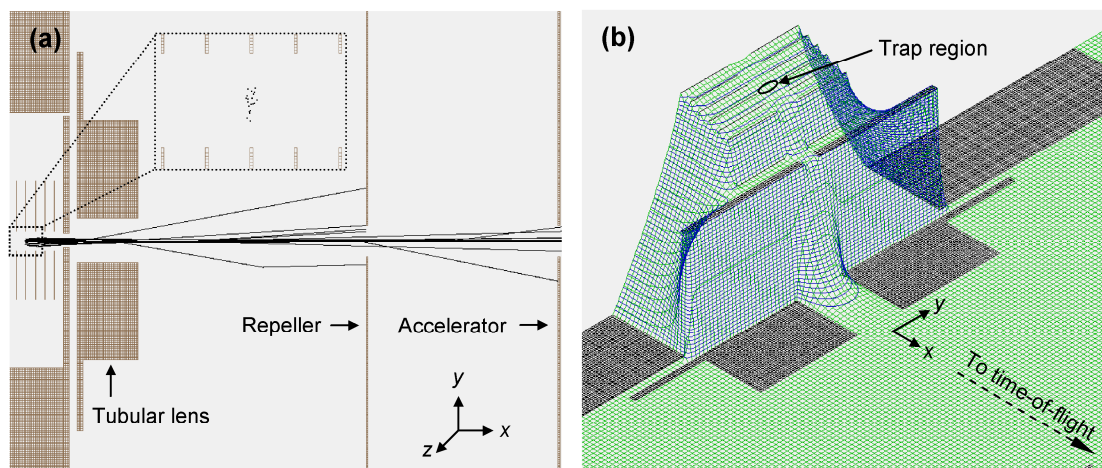 (a)
Repeller
Accelerator
Tubular lens
y
x
z
(b)
Trap region
y
x
To time-of-flight